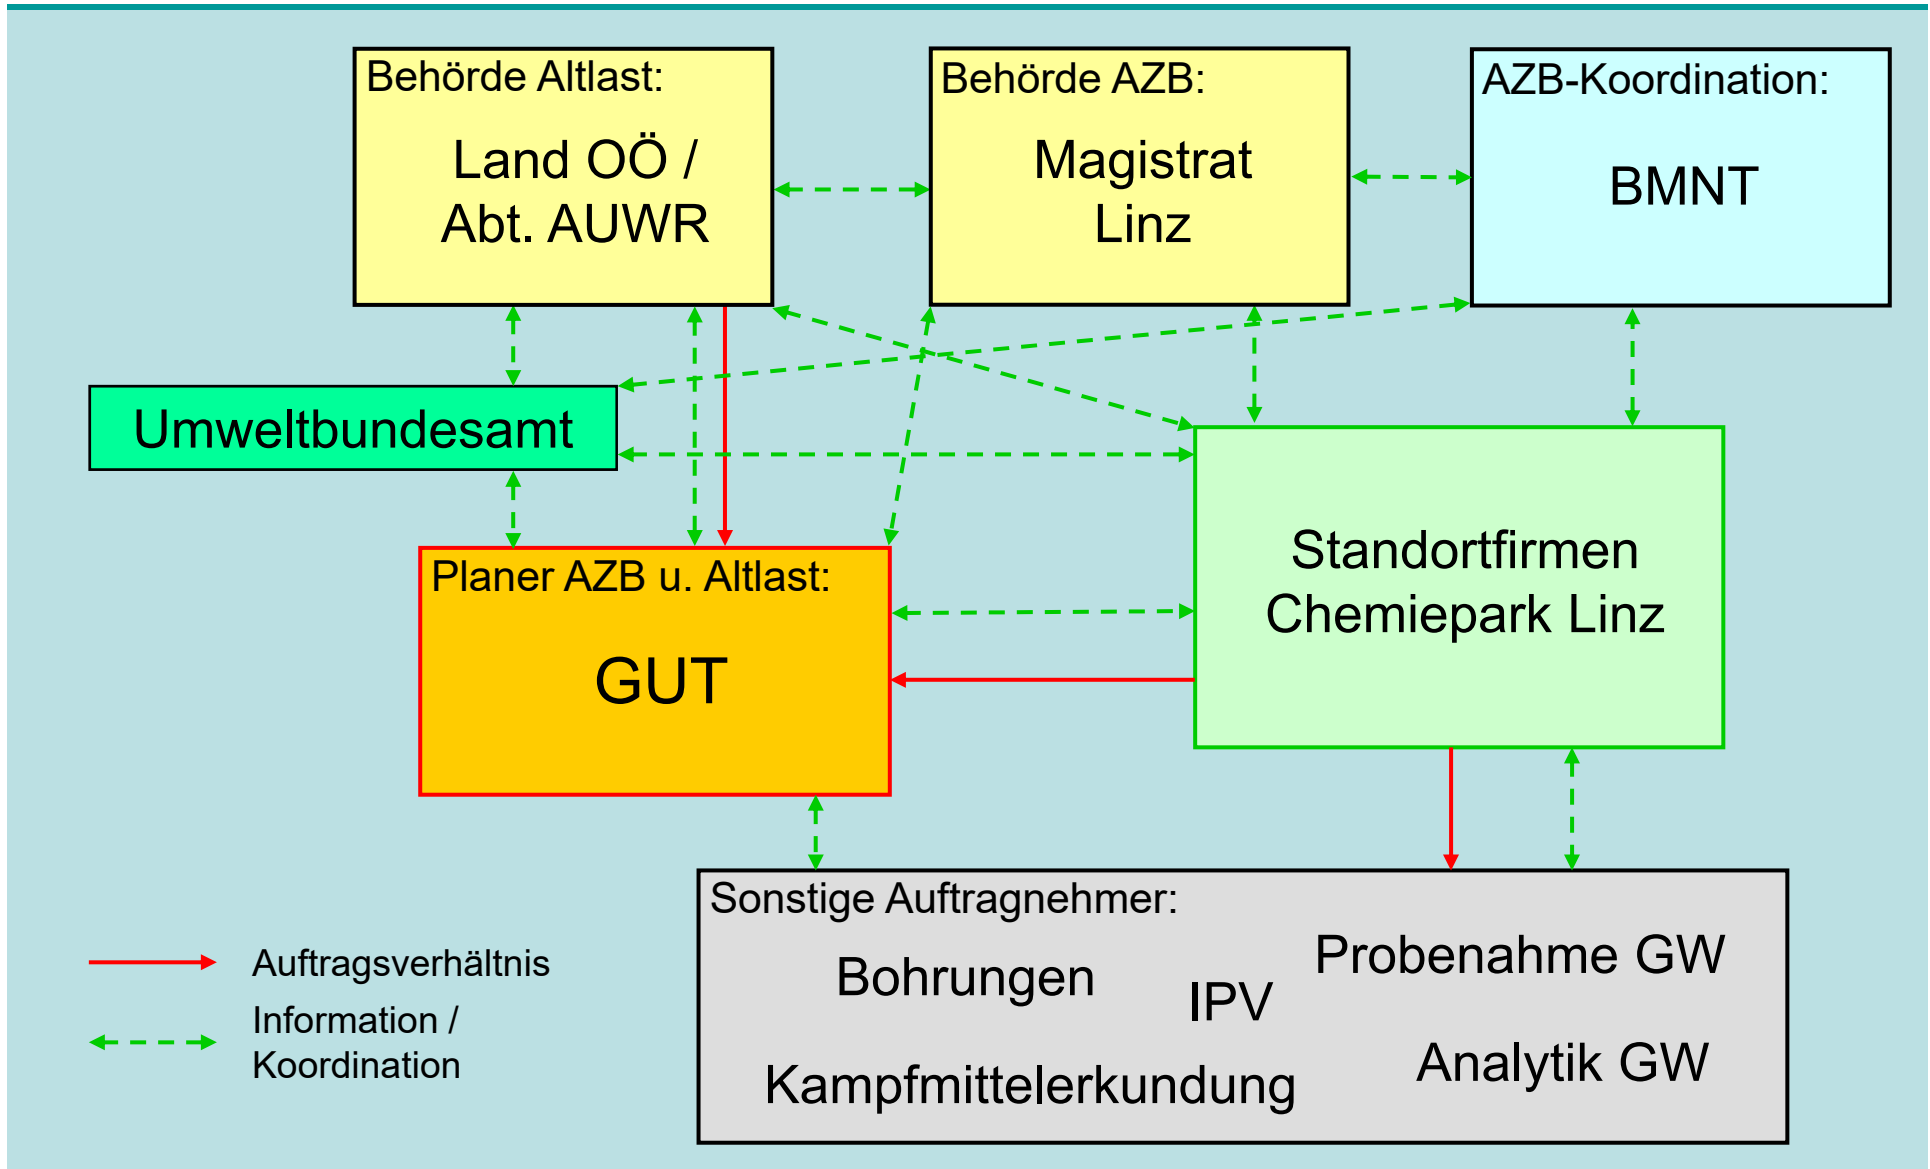 Behörde Altlast:
Land OÖ /
Abt. AUWR
Behörde AZB:
Magistrat
Linz
AZB-Koordination:
BMNT
Umweltbundesamt
Planer AZB u. Altlast:
GUT
Standortfirmen
Chemiepark Linz
Sonstige Auftragnehmer:
Bohrungen
IPV
Probenahme GW
Kampfmittelerkundung
Analytik GW
Auftragsverhältnis
Information /
Koordination